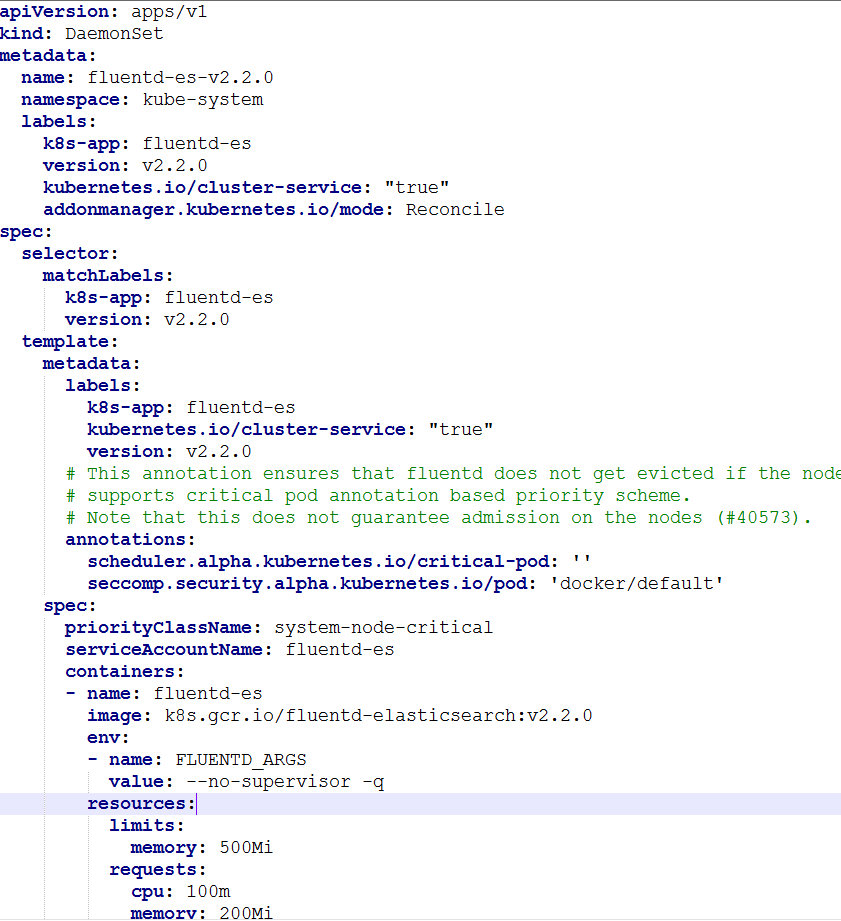 apiVersion: apps/v1
kind: DaemonSet
metadata:
  name: fluentd-es-v2.2.0
  namespace: kube-system
  labels:
    k8s-app: fluentd-es
    version: v2.2.0
    kubernetes.io/cluster-service: "true"
    addonmanager.kubernetes.io/mode: Reconcile
spec:
  selector:
    matchLabels:
      k8s-app: fluentd-es
      version: v2.2.0
  template:
    metadata:
      labels:
        k8s-app: fluentd-es
        kubernetes.io/cluster-service: "true"
        version: v2.2.0
      # This annotation ensures that fluentd does not get evicted if the node
      # supports critical pod annotation based priority scheme.
      # Note that this does not guarantee admission on the nodes (#40573).
      annotations:
        scheduler.alpha.kubernetes.io/critical-pod: ''
        seccomp.security.alpha.kubernetes.io/pod: 'docker/default'
    spec:
      priorityClassName: system-node-critical
      serviceAccountName: fluentd-es
      containers:
      - name: fluentd-es
        image: k8s.gcr.io/fluentd-elasticsearch:v2.2.0
        env:
        - name: FLUENTD_ARGS
          value: --no-supervisor -q
        resources:
          limits:
            memory: 500Mi
          requests:
            cpu: 100m
            memory: 200Mi